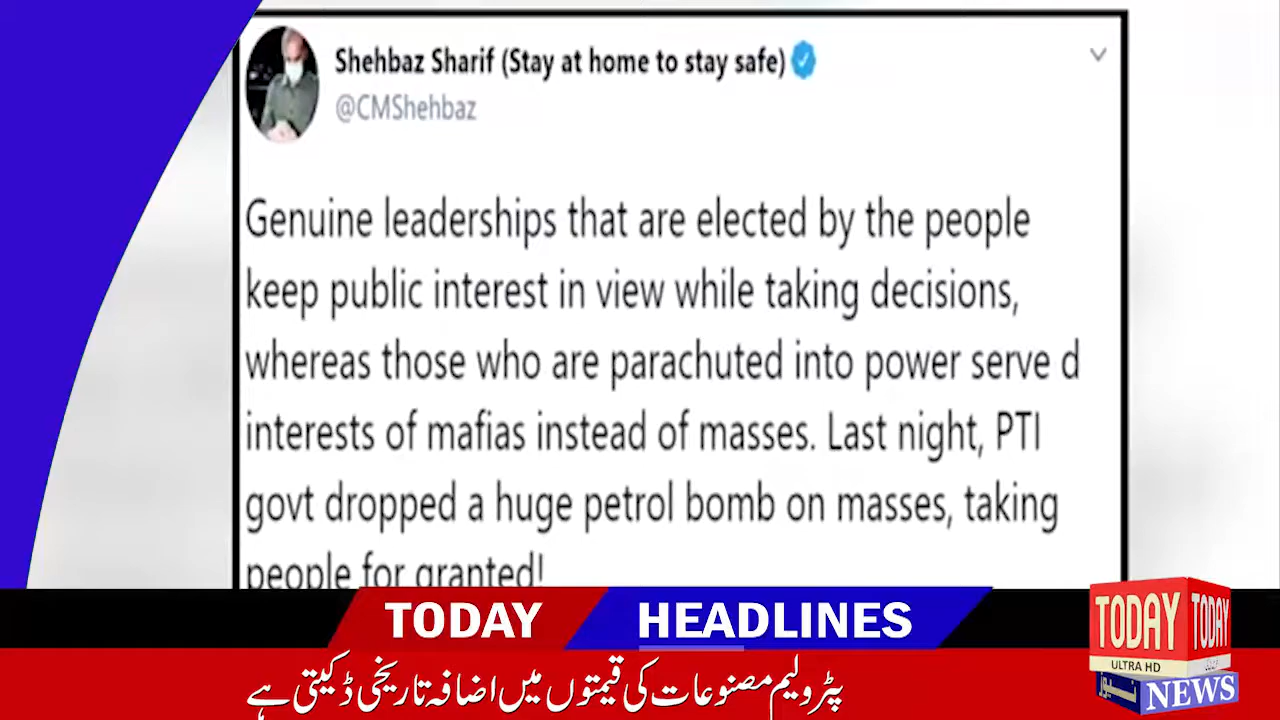 Shehbaz Sharif (Stay at home to stay safe)
@CMShehbaz
Genuine leaderships that are elected by the people
keep public interest in view while taking decisions,
whereas those who are parachuted into power serve d
interests of mafias instead of masses. Last night, PTI
govt dropped a huge petrol bomb on masses, taking
people for granted!
TODAY HEADLINES
پٹرولیم مصنوعات کی قیمتوں میں اضافہ تاریخی ڈکیتی ہے
TODAY TODAY
ULTRA HD
نیوز NEWS